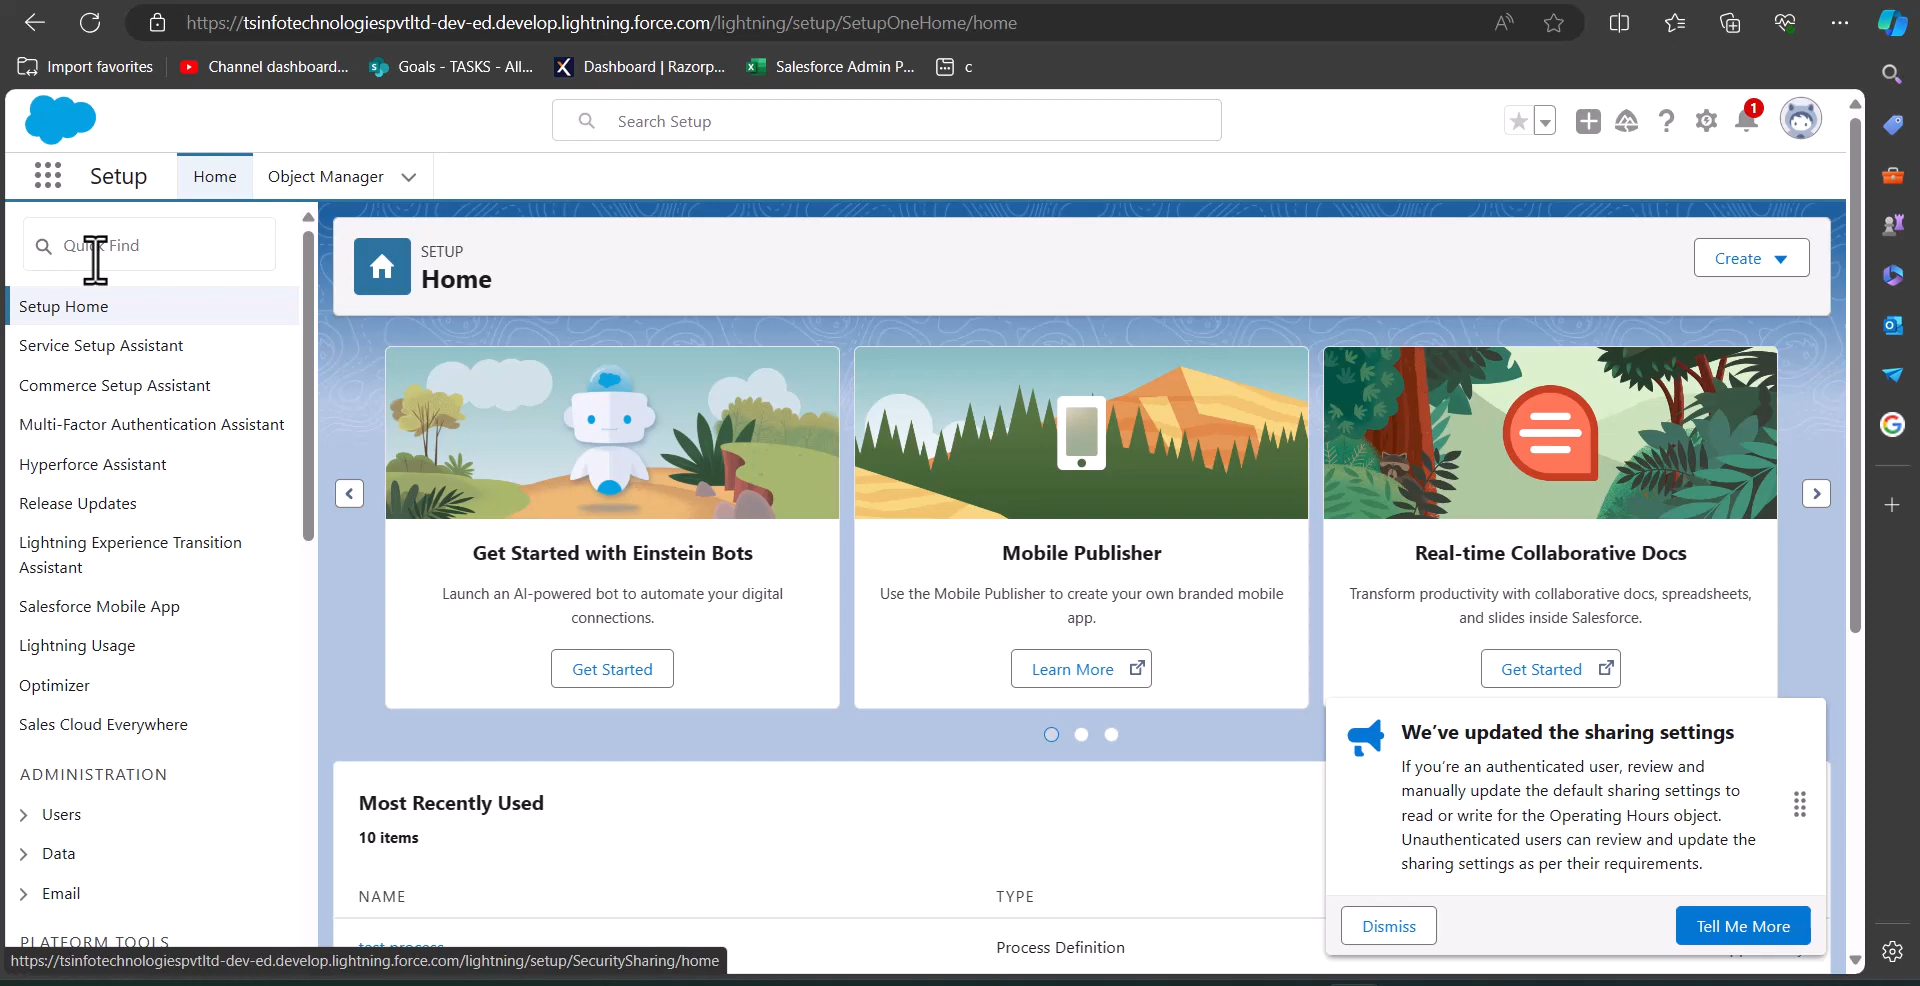 https://tsinfotechnologiespvtltd-dev-ed.develop.lightning.force.com/lightning/setup/SetupOneHome/home
Import favorites
Channel dashboard...
Goals - TASKS - All...
Dashboard | Razorp...
Salesforce Admin P...
c
Search Setup
1
Setup
Home
Object Manager
Quick Find
Setup Home
Service Setup Assistant
Commerce Setup Assistant
Multi-Factor Authentication Assistant
Hyperforce Assistant
Release Updates
Lightning Experience Transition
Assistant
Salesforce Mobile App
Lightning Usage
Optimizer
Sales Cloud Everywhere
ADMINISTRATION
Users
Data
Email
PLATFORM TOOLS
SETUP
Home
Create
Get Started with Einstein Bots
Launch an AI-powered bot to automate your digital
connections.
Get Started
Mobile Publisher
Use the Mobile Publisher to create your own branded mobile
app.
Learn More
Real-time Collaborative Docs
Transform productivity with collaborative docs, spreadsheets,
and slides inside Salesforce.
Get Started
Most Recently Used
10 items
NAME
TYPE
test process
Process Definition
We've updated the sharing settings
If you're an authenticated user, review and
manually update the default sharing settings to
read or write for the Operating Hours object.
Unauthenticated users can review and update the
sharing settings as per their requirements.
Dismiss
Tell Me More
https://tsinfotechnologiespvtltd-dev-ed.develop.lightning.force.com/lightning/setup/SecuritySharing/home